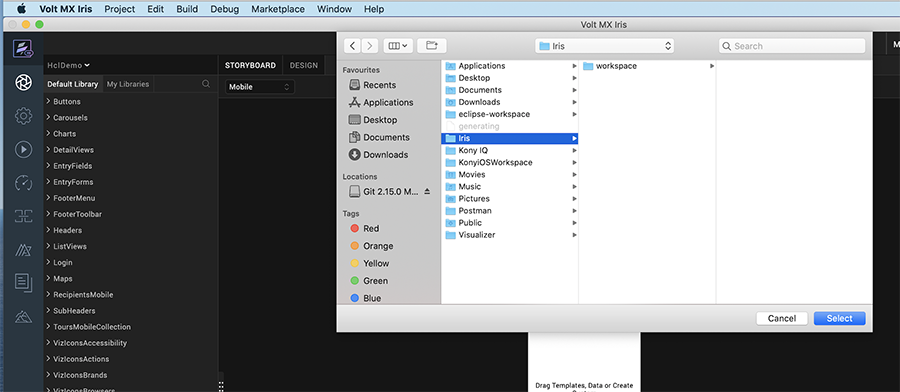 Volt MX Iris Project Edit Build Debug Marketplace Window Help
Volt MX Iris
HclDemo
Default Library My Libraries
Buttons
Carousels
Charts
DetailViews
EntryFields
EntryForms
FooterMenu
FooterToolbar
Headers
ListViews
Login
Maps
RecipientsMobile
SubHeaders
ToursMobileCollection
VizIconsAccessibility
VizIconsActions
VizIconsBrands
VizIconsBrowsers
STORYBOARD DESIGN
Mobile
Iris
Search
Favourites
Recents
Applications
Desktop
Documents
Downloads
Locations
Git 2.15.0 M...
Tags
Red
Orange
Yellow
Green
Blue
Applications
Desktop
Documents
Downloads
eclipse-workspace
generating
Iris
Kony IQ
KonyiOSWorkspace
Movies
Music
Pictures
Postman
Public
Visualizer
workspace
Cancel Select
M
Drag Templates, Data or Create